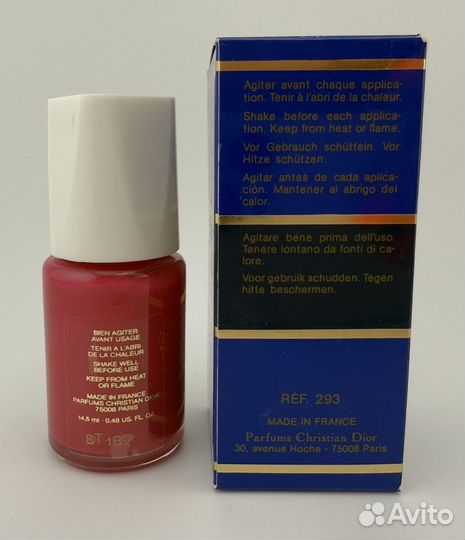 BIEN AGITER
AVANT USAGE
TENIR A L'ABRI
DE LA CHALEUR
SHAKE WELL
BEFORE USE
KEEP FROM HEAT
OR FLAME
MADE IN FRANCE
PARFUMS CHRISTIAN DIOR
75008 PARIS
14,5 ml - 0.48 US. FL. OZ
BT 189
Agiter avant chaque applica-
tion. Tenir à l'abri de la chaleur.
Shake before each applica-
tion. Keep from heat or flame.
Vor Gebrauch schütteln. Vor
Hitze schützen.
Agitar antes de cada aplica-
ción. Mantener al abrigo del
calor.
Agitare bene prima dell'uso.
Tenere lontano da fonti di ca-
lore.
Voor gebruik schudden. Tegen
hitte beschermen.
RÉF. 293
MADE IN FRANCE
Parfums Christian Dior
30, avenue Hoche - 75008 Paris
Avito